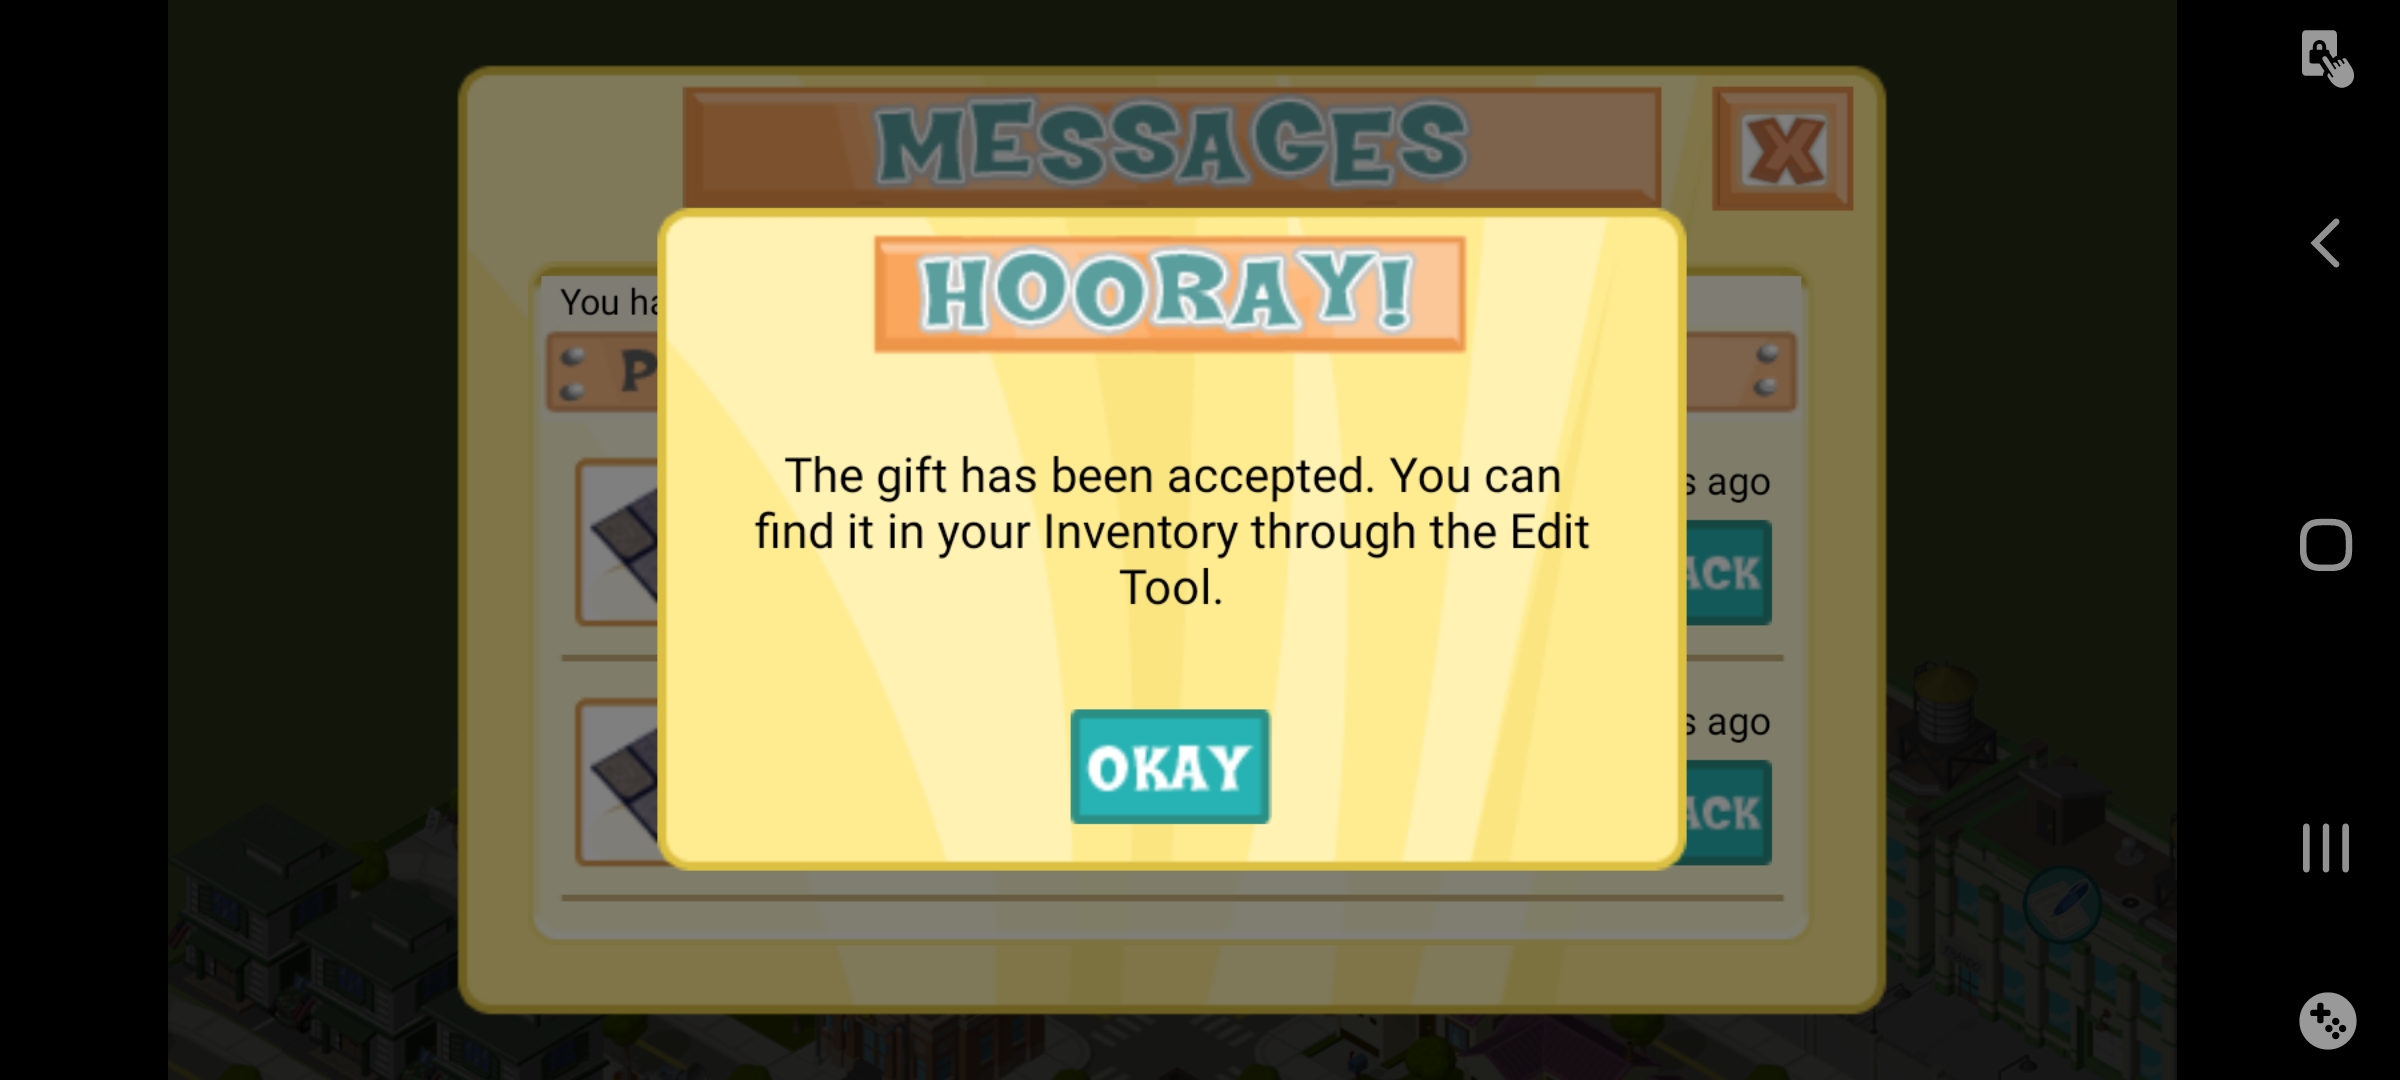 MESSAGES
X
HOORAY!
You ha
P
The gift has been accepted. You can
find it in your Inventory through the Edit
Tool.
s ago
ACK
s ago
ACK
OKAY